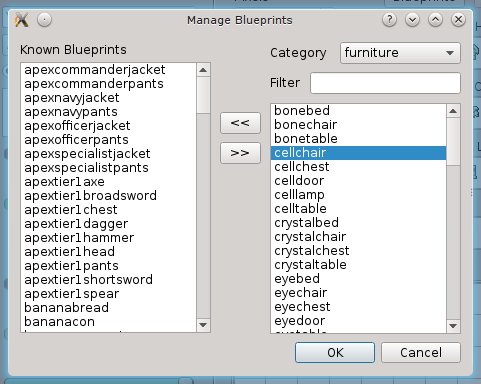 Manage Blueprints
Known Blueprints
apexcommanderjacket
apexcommanderpants
apexnavyjacket
apexnavypants
apexofficerjacket
apexofficerpants
apexspecialistjacket
apexspecialistpants
apextier1axe
apextier1broadsword
apextier1chest
apextier1dagger
apextier1hammer
apextier1head
apextier1pants
apextier1shortsword
apextier1spear
bananabread
bananacon
<<
>>
Category
furniture
Filter
bonebed
bonechair
bonetable
cellchair
cellchest
celldoor
celllamp
celltable
crystalbed
crystalchair
crystalchest
crystaltable
eyebed
eyechair
eyechest
eyedoor
OK
Cancel